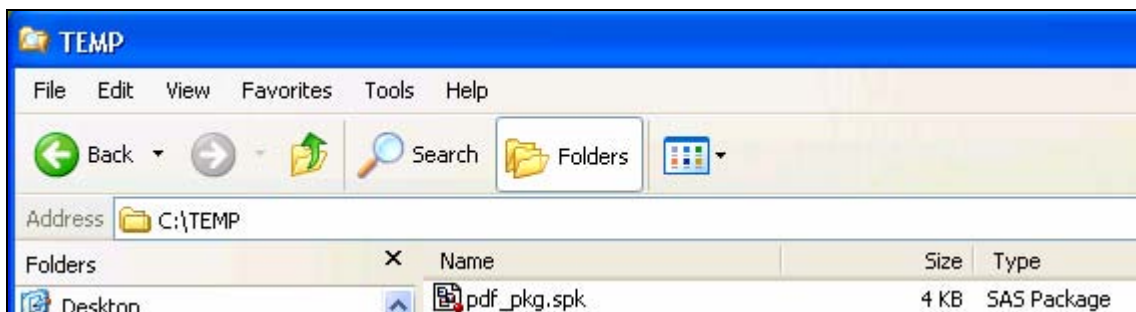 TEMP
File Edit View Favorites Tools Help
Back Search Folders
Address C:\TEMP
Folders X Name Size Type
Desktop pdf_pkg.spk 4 KB SAS Package